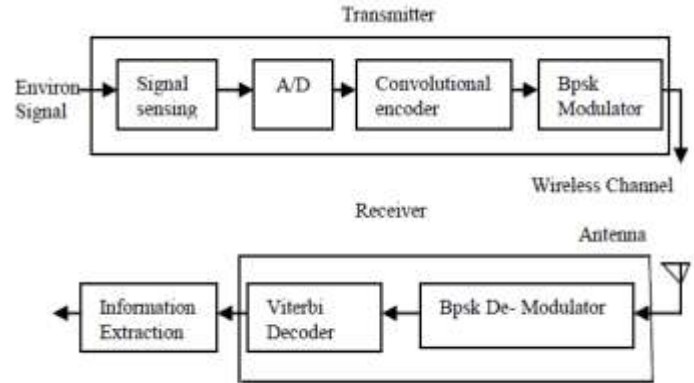 Transmitter
Environ
Signal
Signal
sensing
A/D
Convolutional
encoder
Bpsk
Modulator
Wireless Channel
Receiver
Antenna
Information
Extraction
Viterbi
Decoder
Bpsk De- Modulator